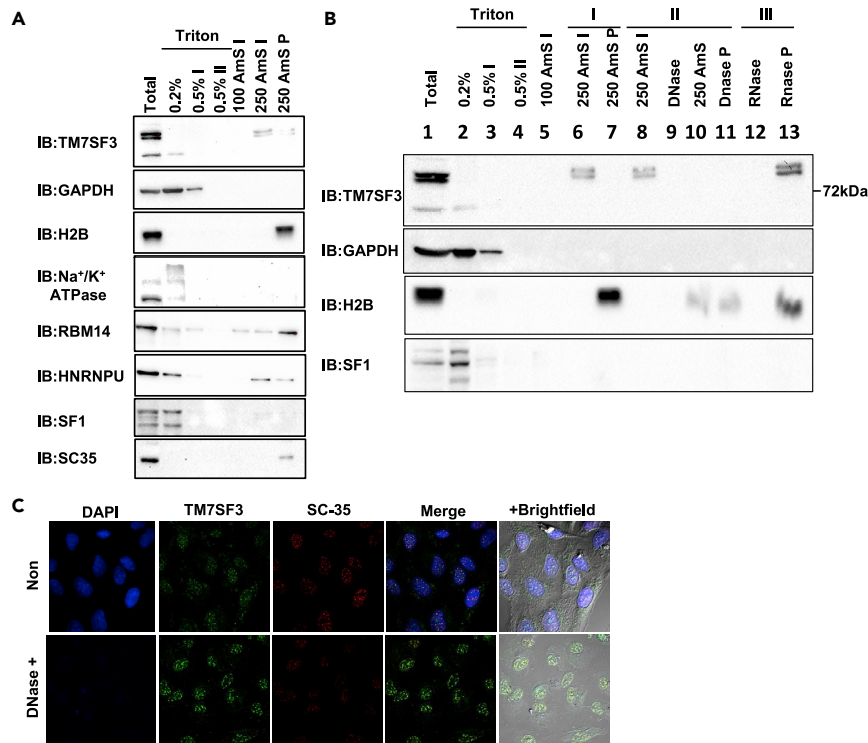 A
Triton
Total
0.2%
0.5% I
0.5% II
100 AmS I
250 AmS I
250 AmS P
IB:TM7SF3
IB:GAPDH
IB:H2B
IB:Na⁺/K⁺
ATPase
IB:RBM14
IB:HNRNPU
IB:SF1
IB:SC35
B
Triton I II III
Total
0.2%
0.5% I
0.5% II
100 AmS I
250 AmS I
250 AmS P
250 AmS I
DNase
250 AmS
Dnase P
RNase
Rnase P
1 2 3 4 5 6 7 8 9 10 11 12 13
IB:TM7SF3
72kDa
IB:GAPDH
IB:H2B
IB:SF1
C
DAPI TM7SF3 SC-35 Merge +Brightfield
Non
DNase +